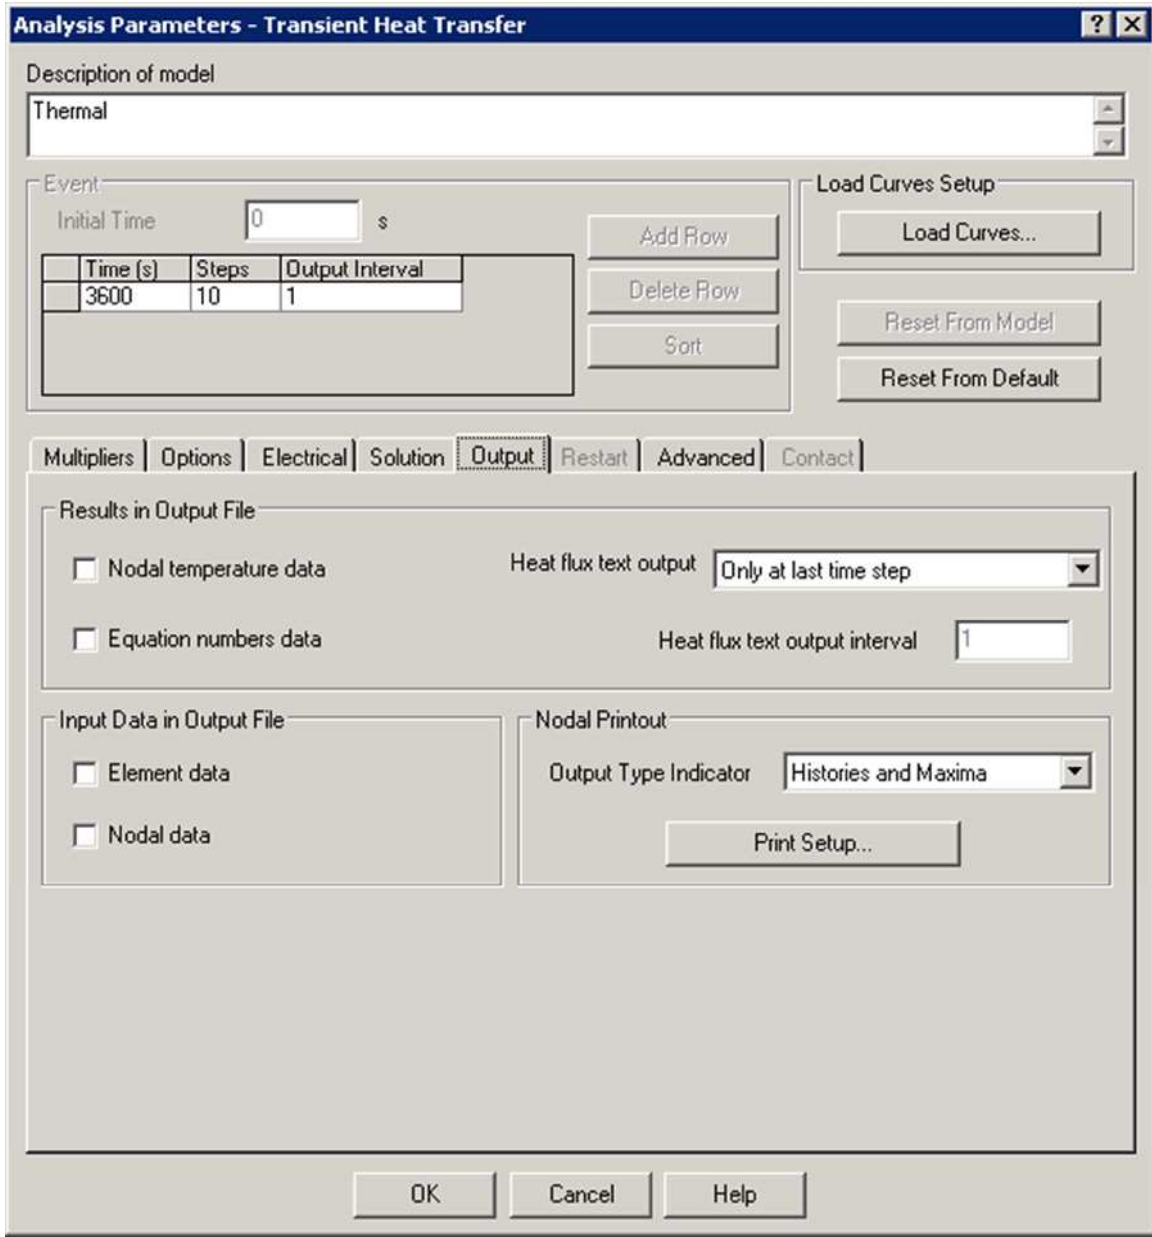 Analysis Parameters - Transient Heat Transfer
Description of model
Thermal
Event
Load Curves Setup
Initial Time 0 s
Add Row
Load Curves...
Time (s) Steps Output Interval
3600 10 1
Delete Row
Reset From Model
Sort
Reset From Default
Multipliers Options Electrical Solution Output Restart Advanced Contact
Results in Output File
Nodal temperature data
Heat flux text output Only at last time step
Equation numbers data
Heat flux text output interval 1
Input Data in Output File
Nodal Printout
Element data
Output Type Indicator Histories and Maxima
Nodal data
Print Setup...
OK Cancel Help